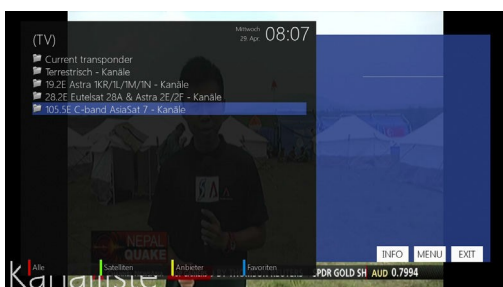 (TV)
Mittwoch
29. Apr.
08:07
Current transponder
Terrestrisch - Kanäle
19.2E Astra 1KR/1L/1M/1N - Kanäle
28.2E Eutelsat 28A & Astra 2E/2F - Kanäle
105.5E C-band AsiaSat 7 - Kanäle
NEPAL
QUAKE
INFO MENU EXIT
Alle Satelliten Anbieter Favoriten
Kanalliste
PDR GOLD SH AUD 0.7994